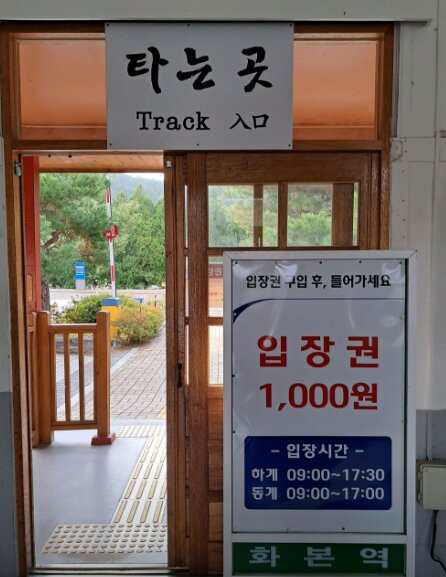 타는 곳
Track 入口
입장권 구입 후, 들어가세요
입장권
1,000원
- 입장시간 -
하계 09:00~17:30
동계 09:00~17:00
화본역